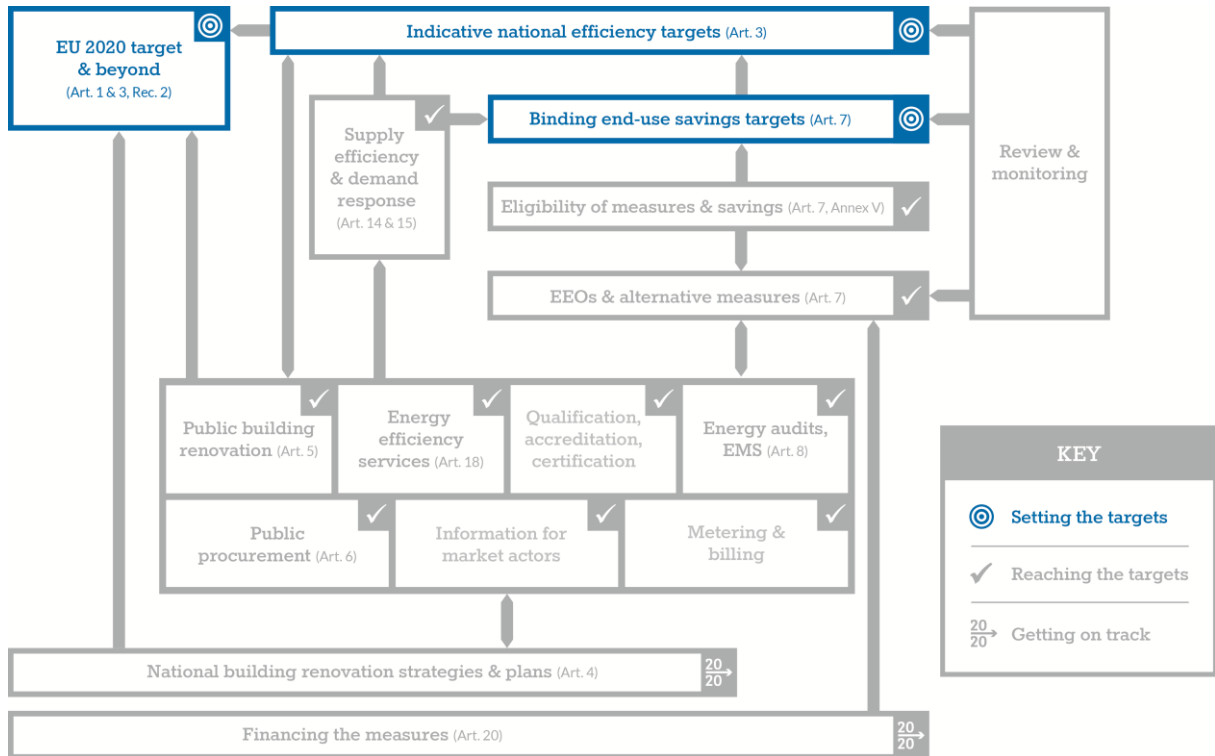 EU 2020 target
& beyond
(Art. 1 & 3, Rec. 2)
Indicative national efficiency targets (Art. 3)
Supply
efficiency
& demand
response
(Art. 14 & 15)
Binding end-use savings targets (Art. 7)
Review &
monitoring
Eligibility of measures & savings (Art. 7, Annex V)
EEOs & alternative measures (Art. 7)
Public building
renovation (Art. 5)
Energy
efficiency
services (Art. 18)
Qualification,
accreditation,
certification
Energy audits,
EMS (Art. 8)
Public
procurement (Art. 6)
Information for
market actors
Metering &
billing
National building renovation strategies & plans (Art. 4)
20
20
Financing the measures (Art. 20)
20
20
KEY
Setting the targets
Reaching the targets
20
20
Getting on track